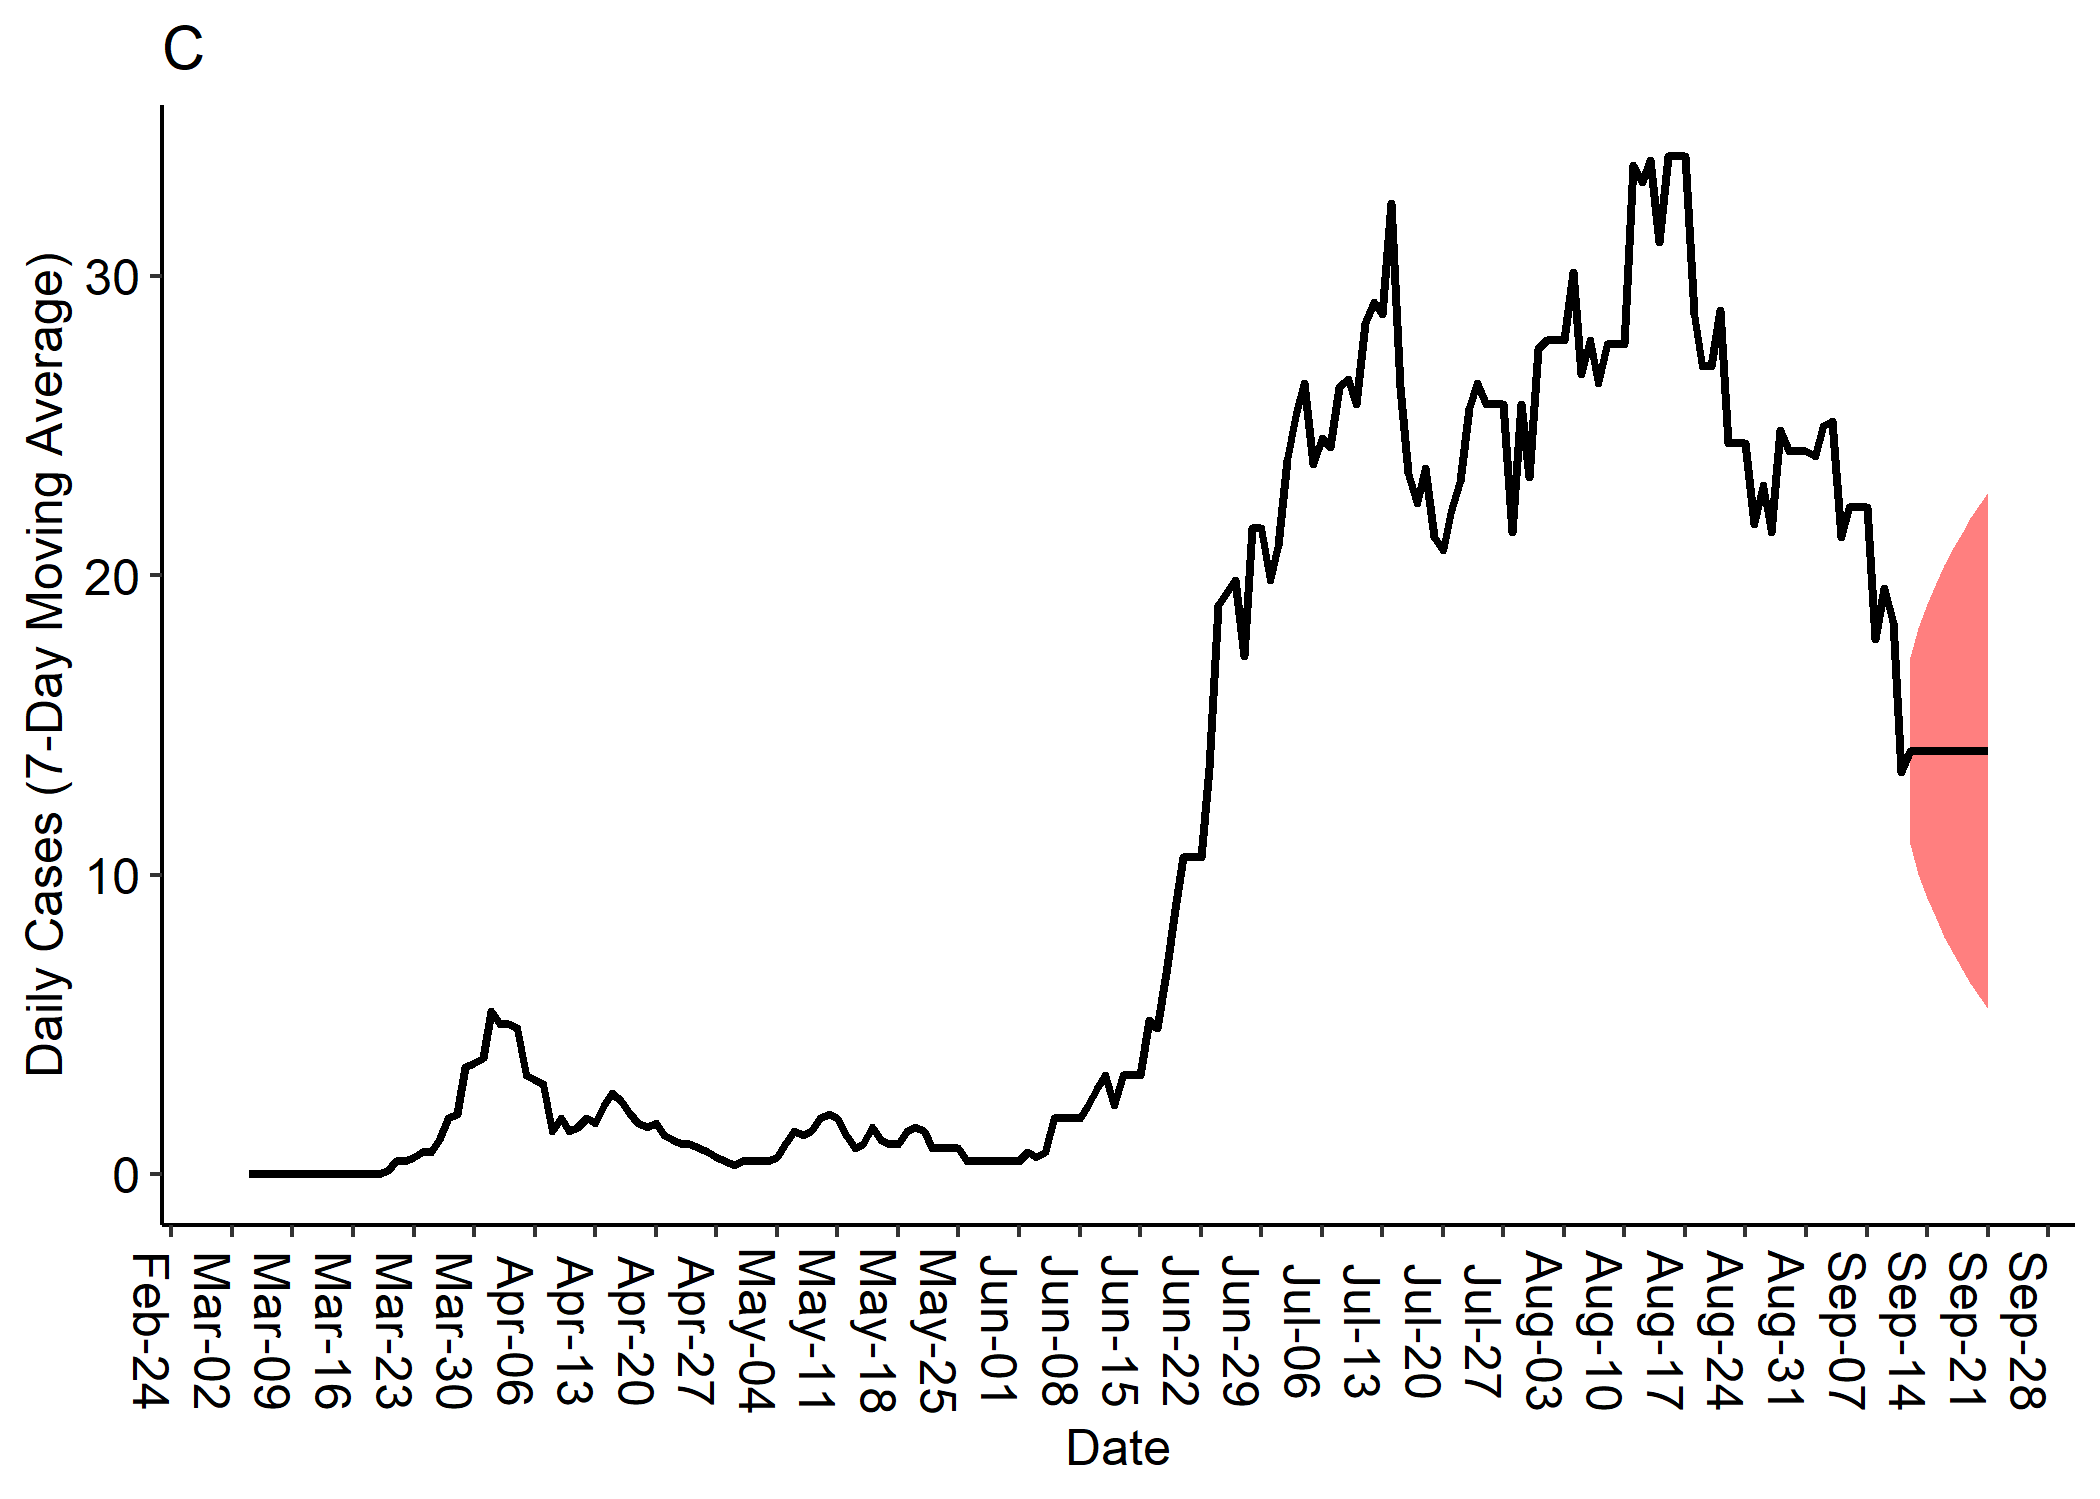 C
Daily Cases (7-Day Moving Average)
30
20
10
0
Feb-24
Mar-02
Mar-09
Mar-16
Mar-23
Mar-30
Apr-06
Apr-13
Apr-20
Apr-27
May-04
May-11
May-18
May-25
Jun-01
Jun-08
Jun-15
Jun-22
Jun-29
Jul-06
Jul-13
Jul-20
Jul-27
Aug-03
Aug-10
Aug-17
Aug-24
Aug-31
Sep-07
Sep-14
Sep-21
Sep-28
Date